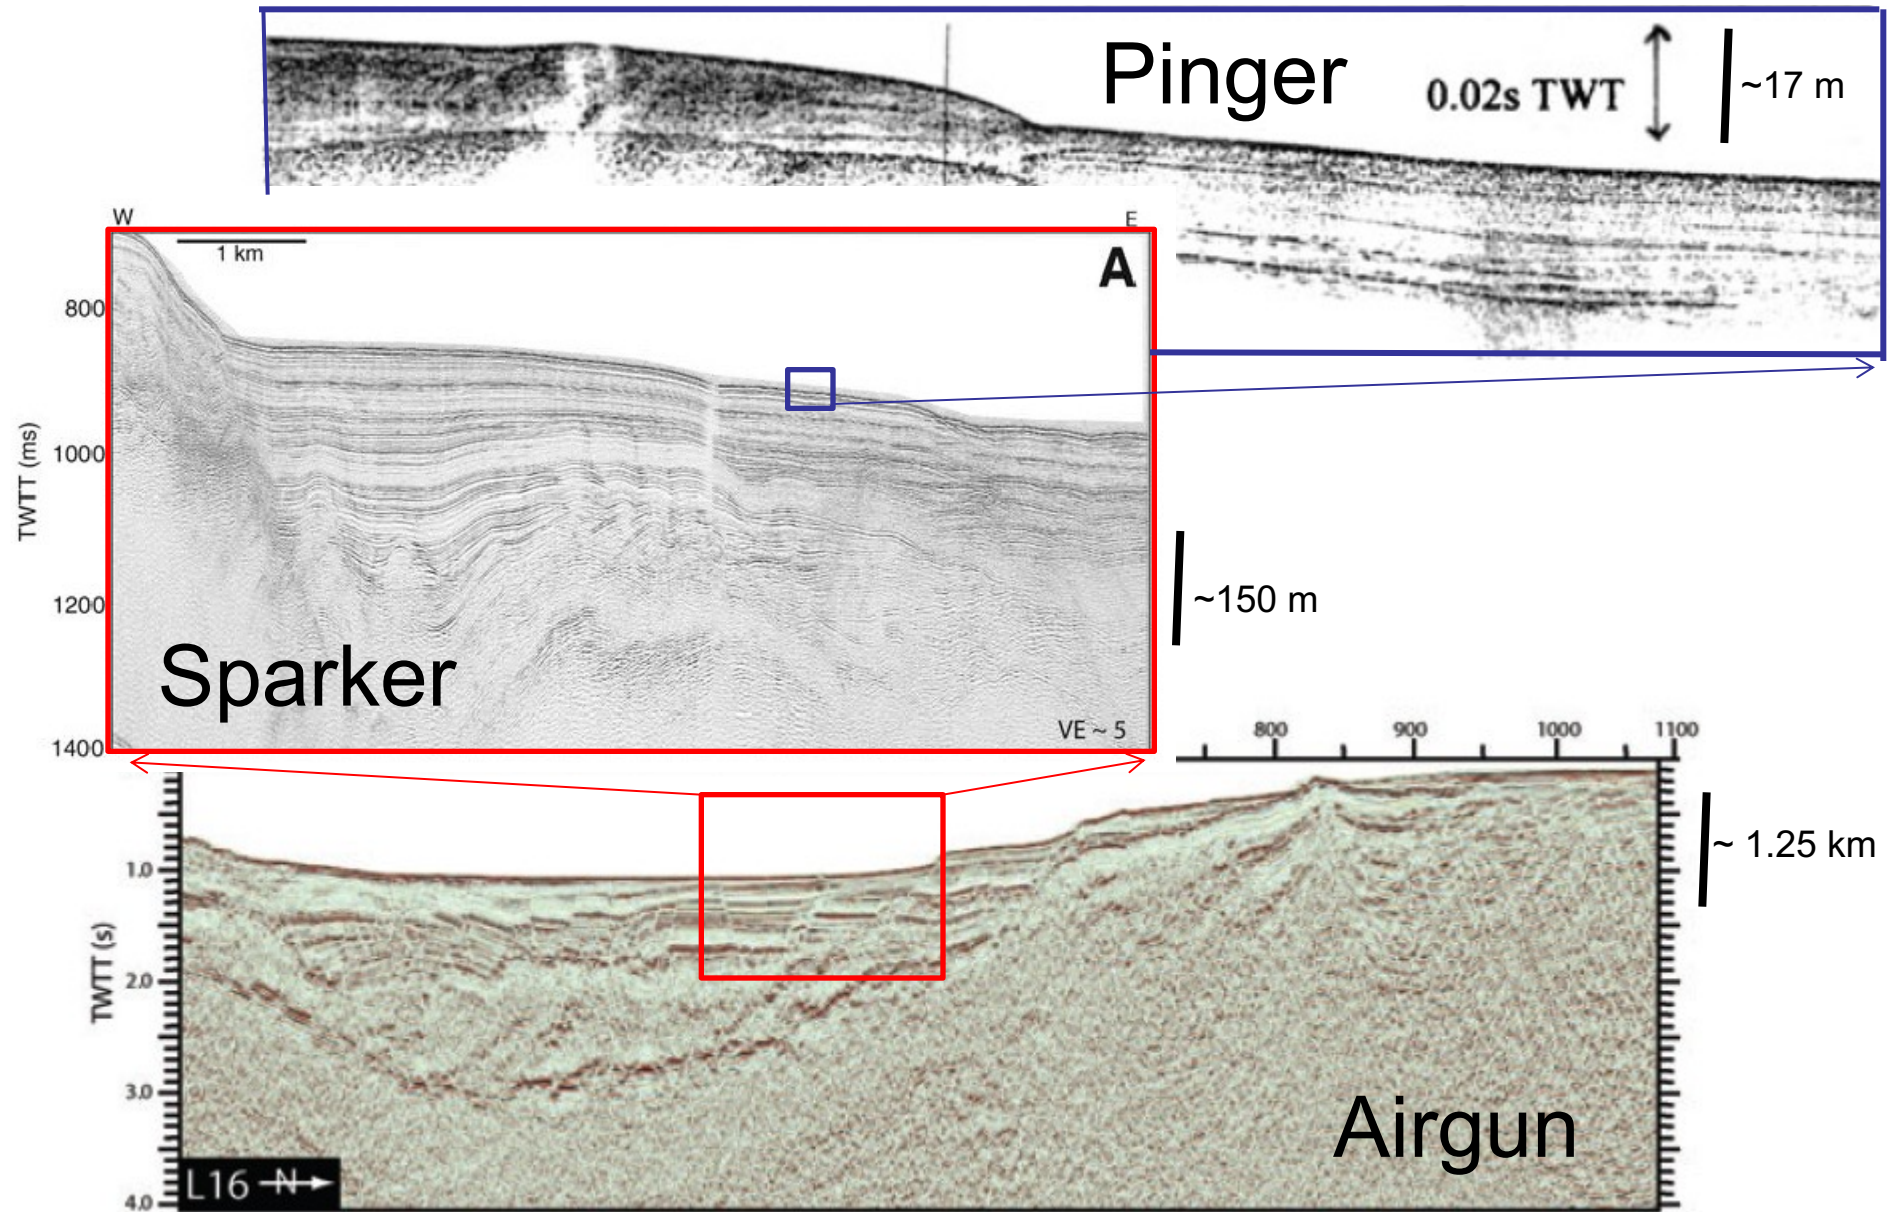 Pinger
0.02s TWT
~17 m
W
E
1 km
A
800
1000
1200
1400
TWTT (ms)
~150 m
Sparker
VE ~ 5
800
900
1000
1100
~ 1.25 km
1.0
2.0
3.0
4.0
TWTT (s)
Airgun
L16 N